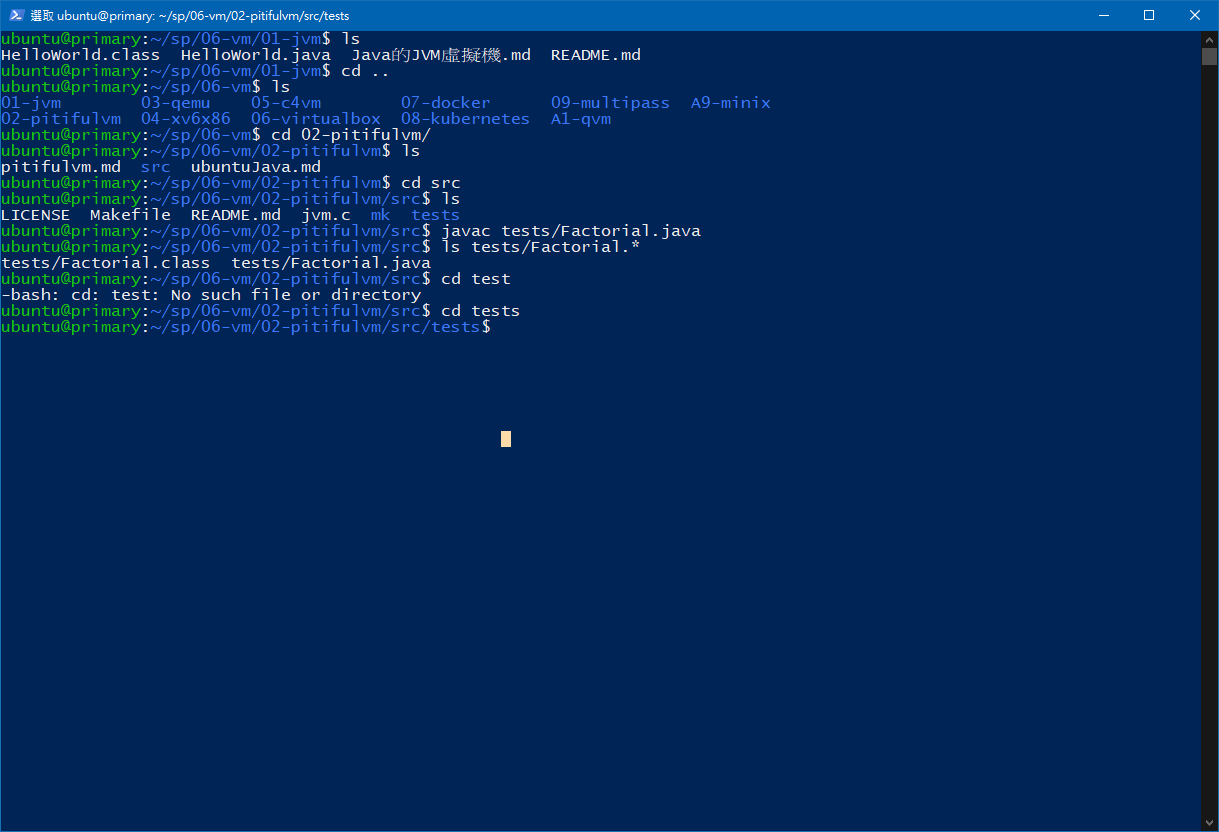 選取 ubuntu@primary: ~/sp/06-vm/02-pitifulvm/src/tests
ubuntu@primary:~/sp/06-vm/01-jvm$ ls
HelloWorld.class  HelloWorld.java  Java的JVM虛擬機.md  README.md
ubuntu@primary:~/sp/06-vm/01-jvm$ cd ..
ubuntu@primary:~/sp/06-vm$ ls
01-jvm        03-qemu    05-c4vm        07-docker      09-multipass  A9-minix
02-pitifulvm  04-xv6x86  06-virtualbox  08-kubernetes  A1-qvm
ubuntu@primary:~/sp/06-vm$ cd 02-pitifulvm/
ubuntu@primary:~/sp/06-vm/02-pitifulvm$ ls
pitifulvm.md  src  ubuntuJava.md
ubuntu@primary:~/sp/06-vm/02-pitifulvm$ cd src
ubuntu@primary:~/sp/06-vm/02-pitifulvm/src$ ls
LICENSE  Makefile  README.md  jvm.c  mk  tests
ubuntu@primary:~/sp/06-vm/02-pitifulvm/src$ javac tests/Factorial.java
ubuntu@primary:~/sp/06-vm/02-pitifulvm/src$ ls tests/Factorial.*
tests/Factorial.class  tests/Factorial.java
ubuntu@primary:~/sp/06-vm/02-pitifulvm/src$ cd test
-bash: cd: test: No such file or directory
ubuntu@primary:~/sp/06-vm/02-pitifulvm/src$ cd tests
ubuntu@primary:~/sp/06-vm/02-pitifulvm/src/tests$